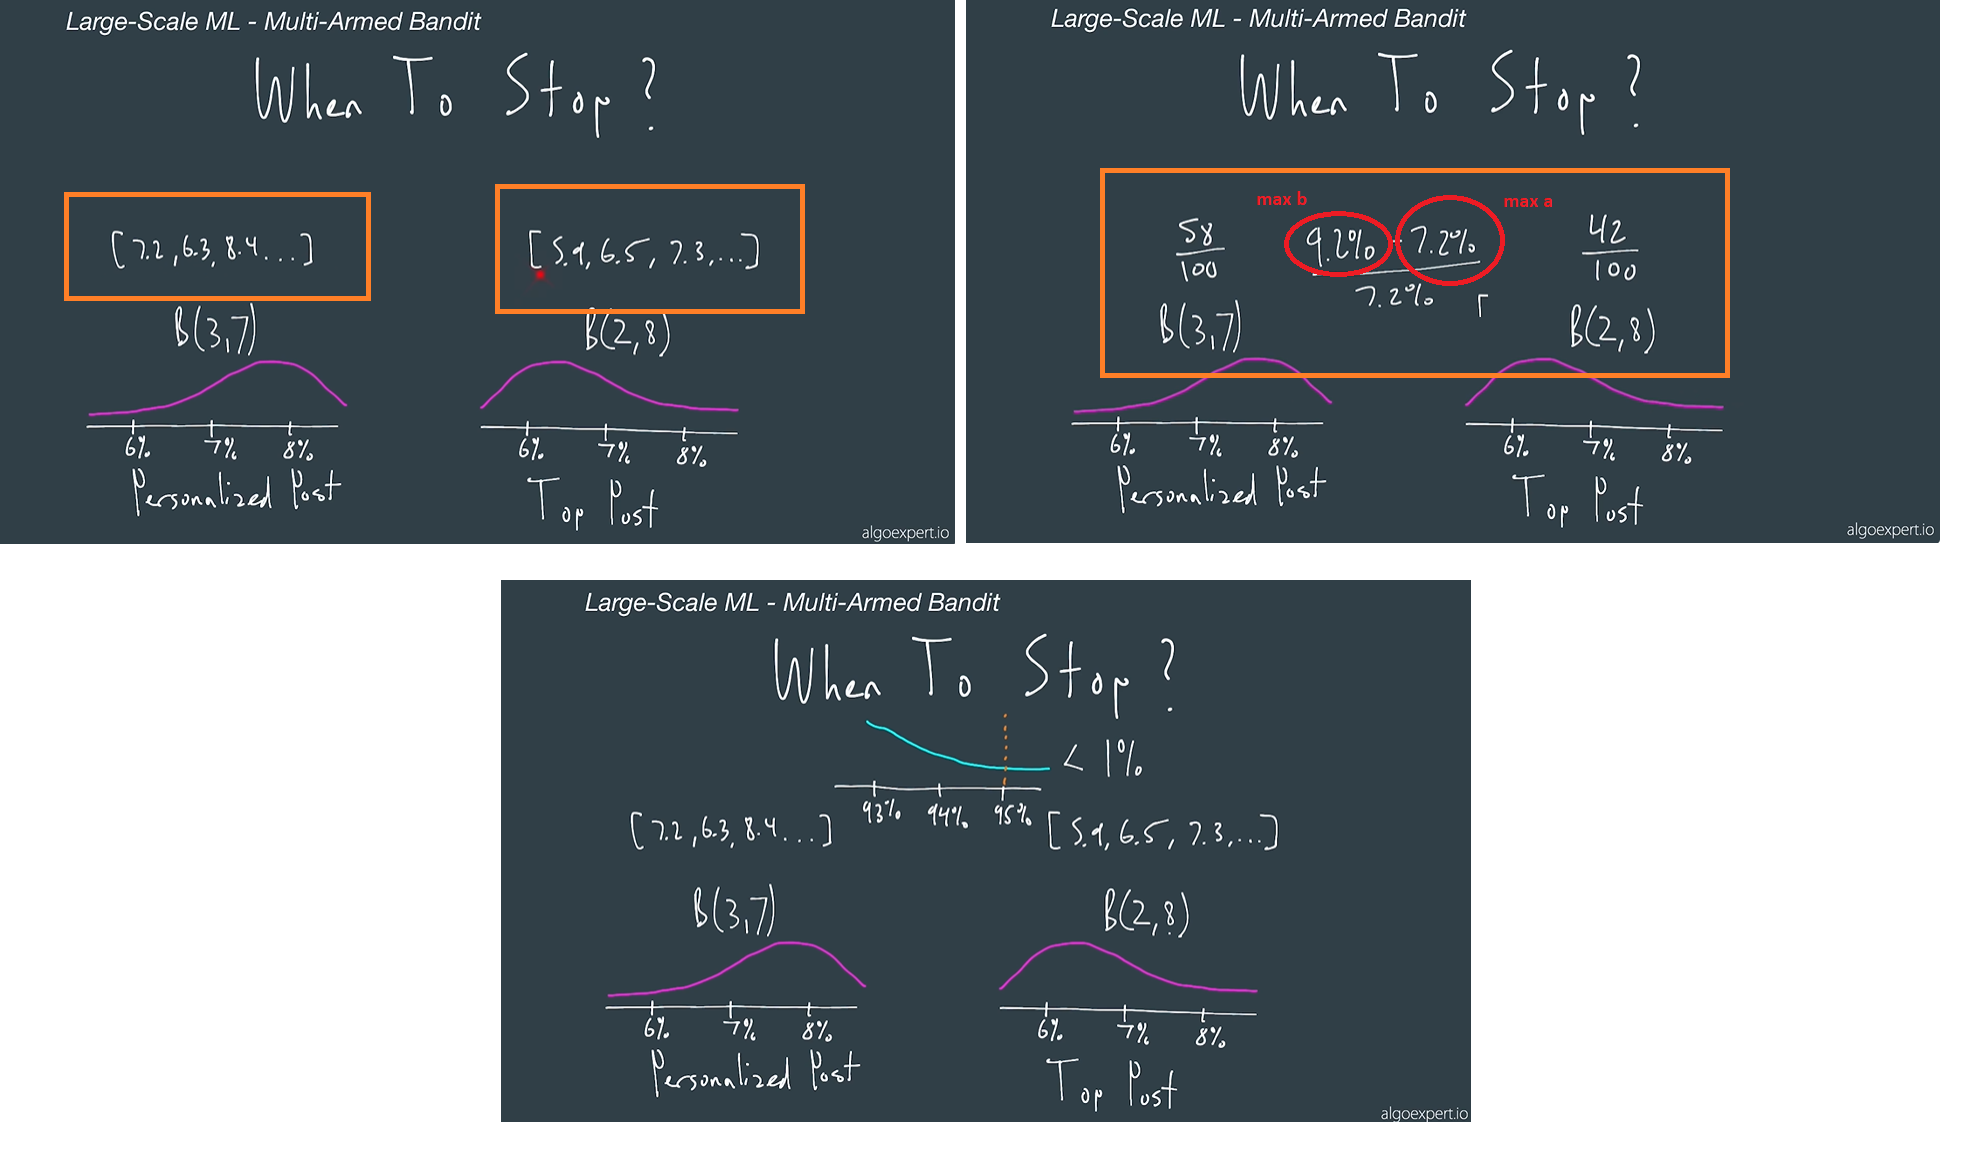 Large-Scale ML - Multi-Armed Bandit
When To Stop?
[7.2, 6.3, 8.4...]
[5.9, 6.5, 7.3,...]
B(3,7)
B(2,8)
6% 7% 8%
6% 7% 8%
Personalized Post
Top Post
algoexpert.io
Large-Scale ML - Multi-Armed Bandit
When To Stop?
max b
max a
58
100
9.2% - 7.2%
7.2%
42
100
B(3,7)
B(2,8)
6% 7% 8%
6% 7% 8%
Personalized Post
Top Post
algoexpert.io
Large-Scale ML - Multi-Armed Bandit
When To Stop?
< 1%
93% 94% 95%
[7.2, 6.3, 8.4...]
[5.9, 6.5, 7.3,...]
B(3,7)
B(2,8)
6% 7% 8%
6% 7% 8%
Personalized Post
Top Post
algoexpert.io